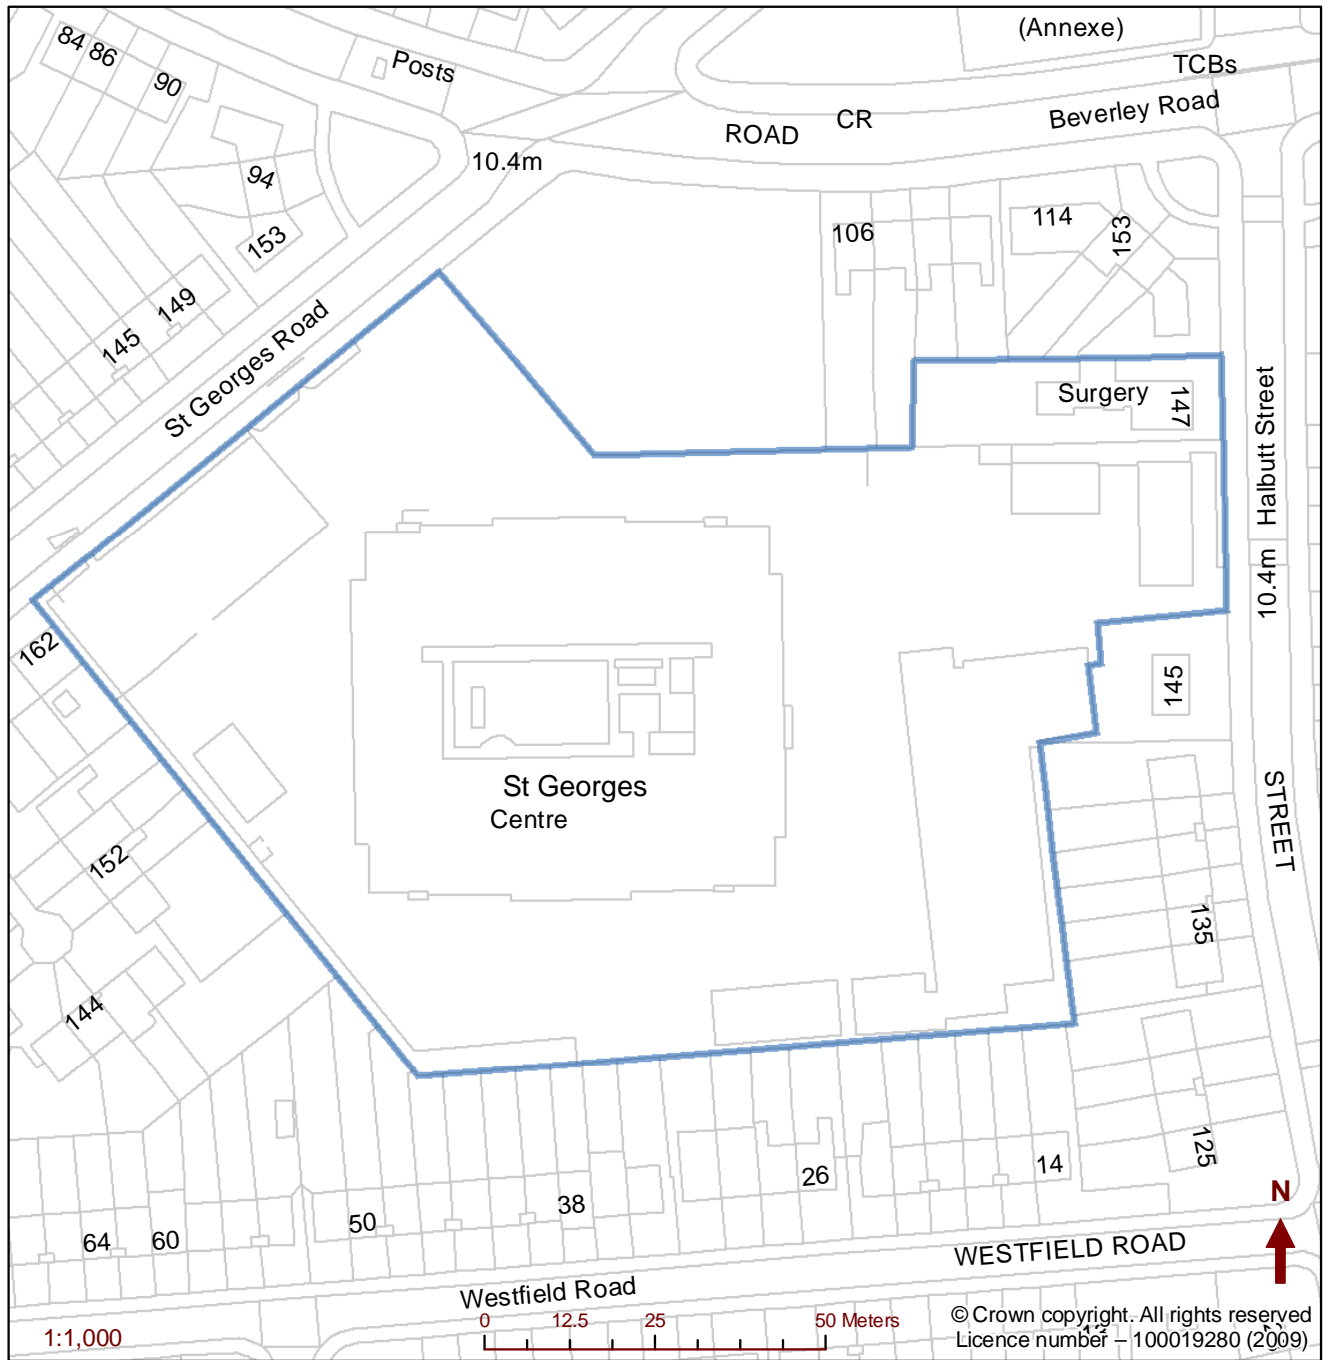 (Annexe)
84
86
90
Posts
TCBs
Beverley Road
CR
ROAD
10.4m
94
153
106
114
153
149
145
St Georges Road
Surgery
147
Halbutt Street
10.4m
162
145
St Georges
Centre
STREET
152
135
144
125
14
26
38
50
60
64
N
WESTFIELD ROAD
Westfield Road
0 12.5 25 50 Meters
1:1,000
© Crown copyright. All rights reserved
Licence number – 100019280 (2009)